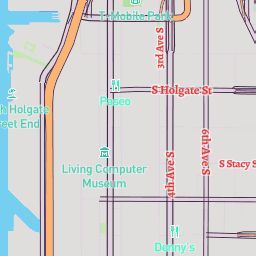 T-Mobile Park
3rd Ave S
S Holgate St
Paseo
h Holgate
reet End
Living Computer
Museum
4th Ave S
6th Ave S
S Stacy S
Denny's